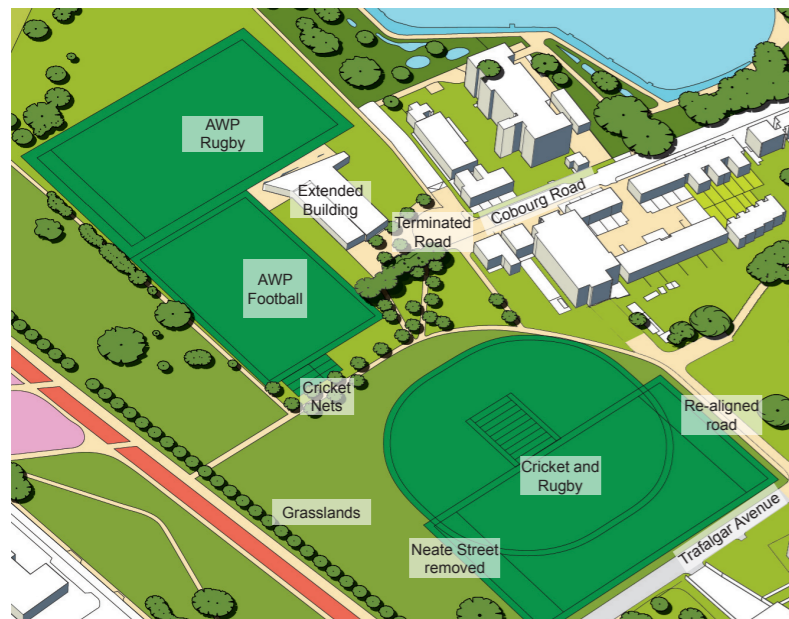 AWP
Rugby
Extended
Building
Cobourg Road
Terminated
Road
AWP
Football
Cricket
Nets
Re-aligned
road
Cricket and
Rugby
Grasslands
Neate Street
removed
Trafalgar Avenue